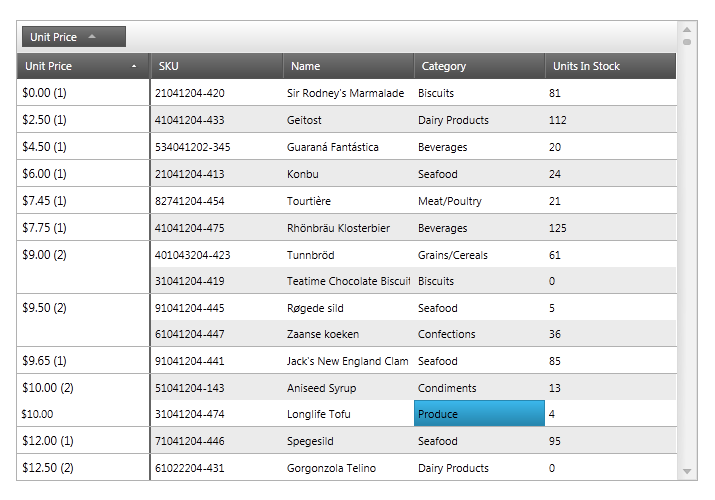 Unit Price
Unit Price SKU Name Category Units In Stock
$0.00 (1) 21041204-420 Sir Rodney's Marmalade Biscuits 81
$2.50 (1) 41041204-433 Geitost Dairy Products 112
$4.50 (1) 534041202-345 Guaraná Fantástica Beverages 20
$6.00 (1) 21041204-413 Konbu Seafood 24
$7.45 (1) 82741204-454 Tourtière Meat/Poultry 21
$7.75 (1) 41041204-475 Rhönbräu Klosterbier Beverages 125
$9.00 (2) 401043204-423 Tunnbröd Grains/Cereals 61
31041204-419 Teatime Chocolate Biscuit Biscuits 0
$9.50 (2) 91041204-445 Røgede sild Seafood 5
61041204-447 Zaanse koeken Confections 36
$9.65 (1) 91041204-441 Jack's New England Clam Seafood 85
$10.00 (2) 51041204-143 Aniseed Syrup Condiments 13
$10.00 31041204-474 Longlife Tofu Produce 4
$12.00 (1) 71041204-446 Spegesild Seafood 95
$12.50 (2) 61022204-431 Gorgonzola Telino Dairy Products 0